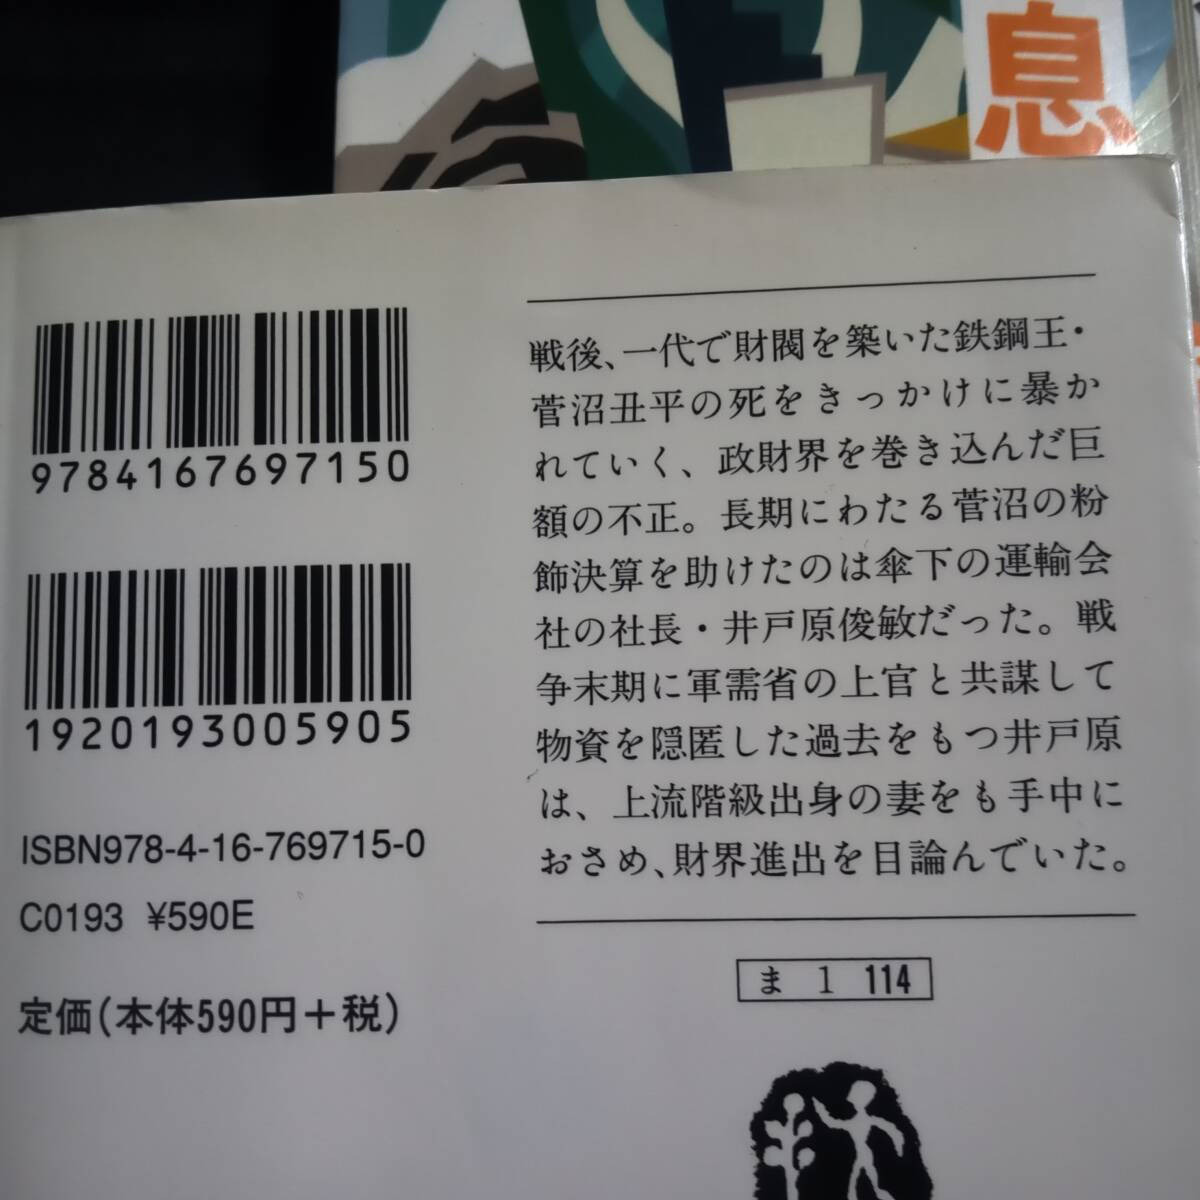 息
9784167697150
1920193005905
ISBN978-4-16-769715-0
C0193 ¥590E
定価(本体590円+税)
戦後、一代で財閥を築いた鉄鋼王・
菅沼丑平の死をきっかけに暴か
れていく、政財界を巻き込んだ巨
額の不正。長期にわたる菅沼の粉
飾決算を助けたのは傘下の運輸会
社の社長・井戸原俊敏だった。戦
争末期に軍需省の上官と共謀して
物資を隠匿した過去をもつ井戸原
は、上流階級出身の妻をも手中に
おさめ、財界進出を目論んでいた。
ま 1 114